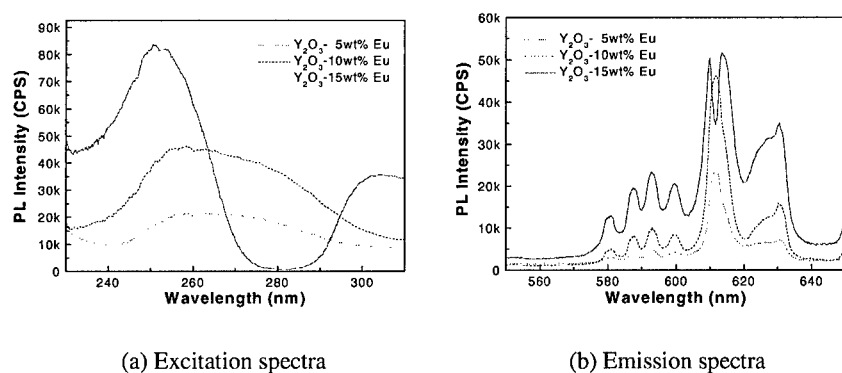 PL Intensity (CPS)
90k
80k
70k
60k
50k
40k
30k
20k
10k
0
240
260
280
300
Wavelength (nm)
Y₂O₃- 5wt% Eu
Y₂O₃-10wt% Eu
Y₂O₃-15wt% Eu
(a) Excitation spectra
PL Intensity (CPS)
60k
50k
40k
30k
20k
10k
0
560
580
600
620
640
Wavelength (nm)
Y₂O₃- 5wt% Eu
Y₂O₃-10wt% Eu
Y₂O₃-15wt% Eu
(b) Emission spectra